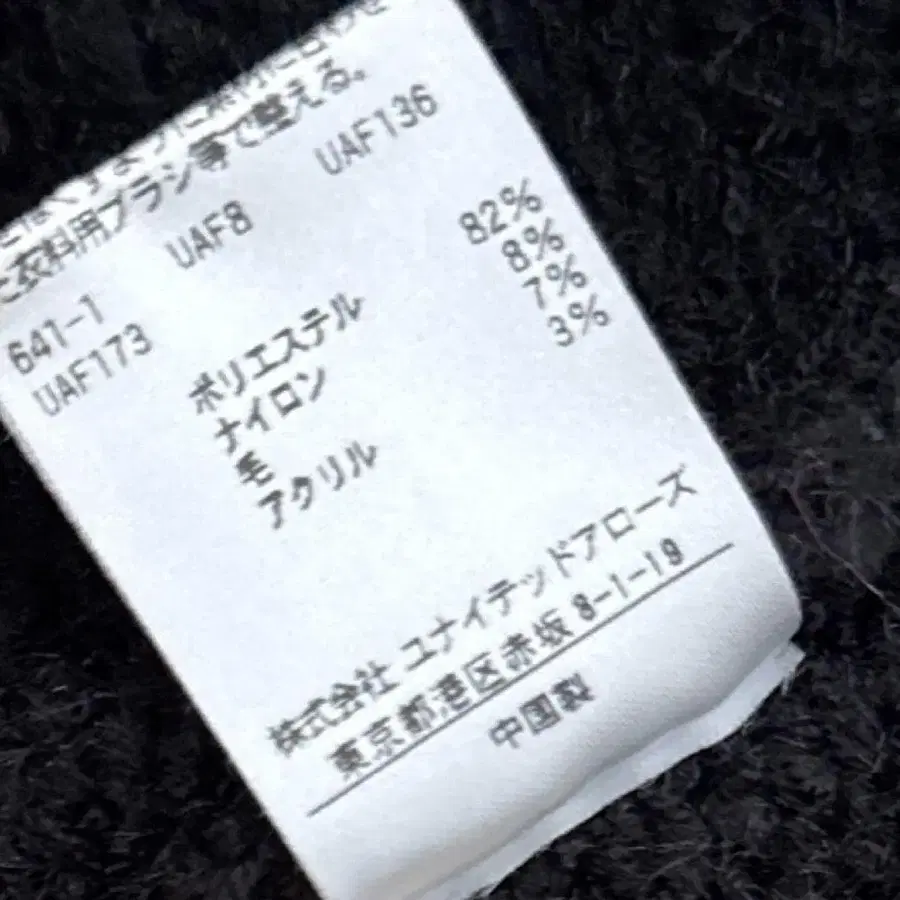 衣料用ブラシ等で整える。
641-1 UAF8 UAF136
UAF173
ポリエステル 82%
ナイロン 8%
毛 7%
アクリル 3%
株式会社 ユナイテッドアローズ
東京都港区赤坂 8-1-19
中国製